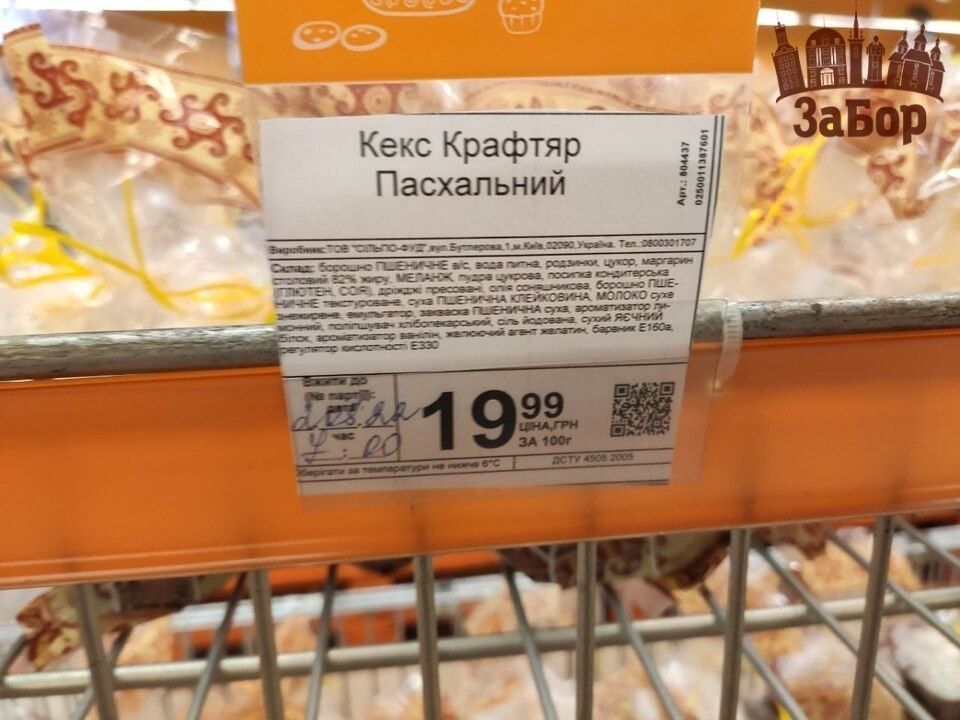 ЗаБор
Кекс Крафтяр
Пасхальний
Арт.: 804437
0250011387601
Виробник:ТОВ "СІЛЬПО-ФУД",вул.Бутлерова,1,м.Київ,02090,Україна. Тел.:0800301707
Склад: борошно ПШЕНИЧНЕ в/с, вода питна, родзинки, цукор, маргарин
столовий 82% жиру, МЕЛАНЖ, пудра цукрова, посипка кондитерська
(ГЛЮТЕН, СОЯ), дріжджі пресовані, олія соняшникова, борошно ПШЕ-
НИЧНЕ текстуроване, суха ПШЕНИЧНА КЛЕЙКОВИНА, МОЛОКО сухе
знежирене, емульгатор, закваска ПШЕНИЧНА суха, ароматизатор ли-
монний, поліпшувач хлібопекарський, сіль йодована, сухий ЯЄЧНИЙ
білок, ароматизатор ванілін, желюючий агент желатин, барвник Е160а,
регулятор кислотності Е330
Вжити до
(№ партії):
дата
час
7 : 00
19 99
ЦІНА,ГРН
ЗА 100г
Зберігати за температури не нижче 6°С
ДСТУ 4505:2005